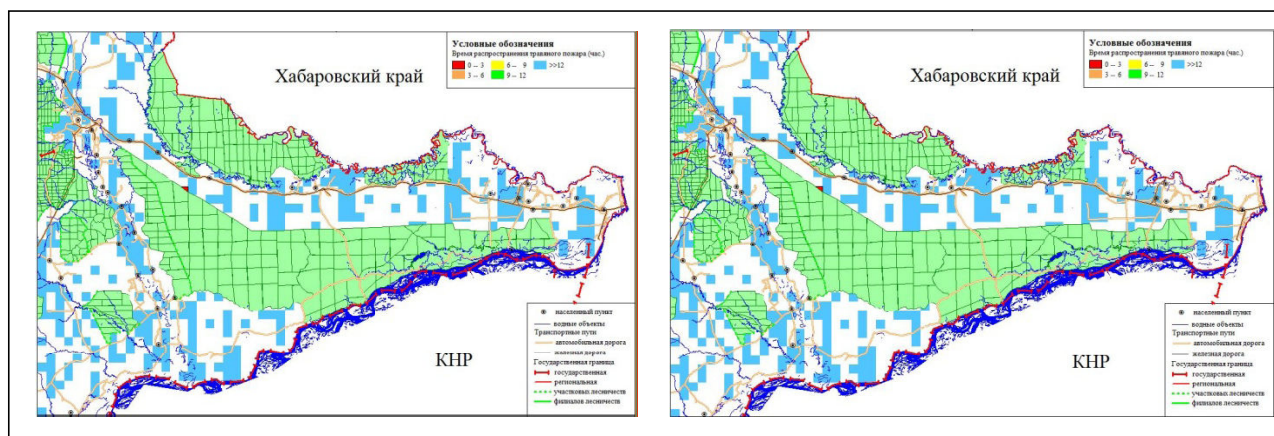 Условные обозначения
Время распространения травяного пожара (час.)
0 – 3
6 – 9
>>12
3 – 6
9 – 12
Хабаровский край
КНР
населенный пункт
водные объекты
Транспортные пути
автомобильная дорога
железная дорога
Государственная граница
государственная
региональная
участковых лесничеств
филиалов лесничеств
Условные обозначения
Время распространения травяного пожара (час.)
0 – 3
6 – 9
>>12
3 – 6
9 – 12
Хабаровский край
КНР
населенный пункт
водные объекты
Транспортные пути
автомобильная дорога
железная дорога
Государственная граница
государственная
региональная
участковых лесничеств
филиалов лесничеств